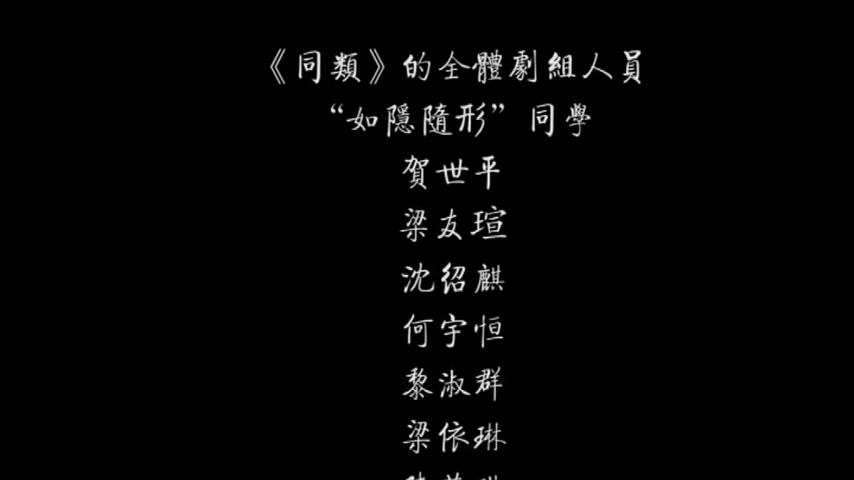 《同類》的全體劇組人員
“如隱隨形” 同學
賀世平
梁友瑄
沈紹麒
何宇恒
黎淑群
梁依琳